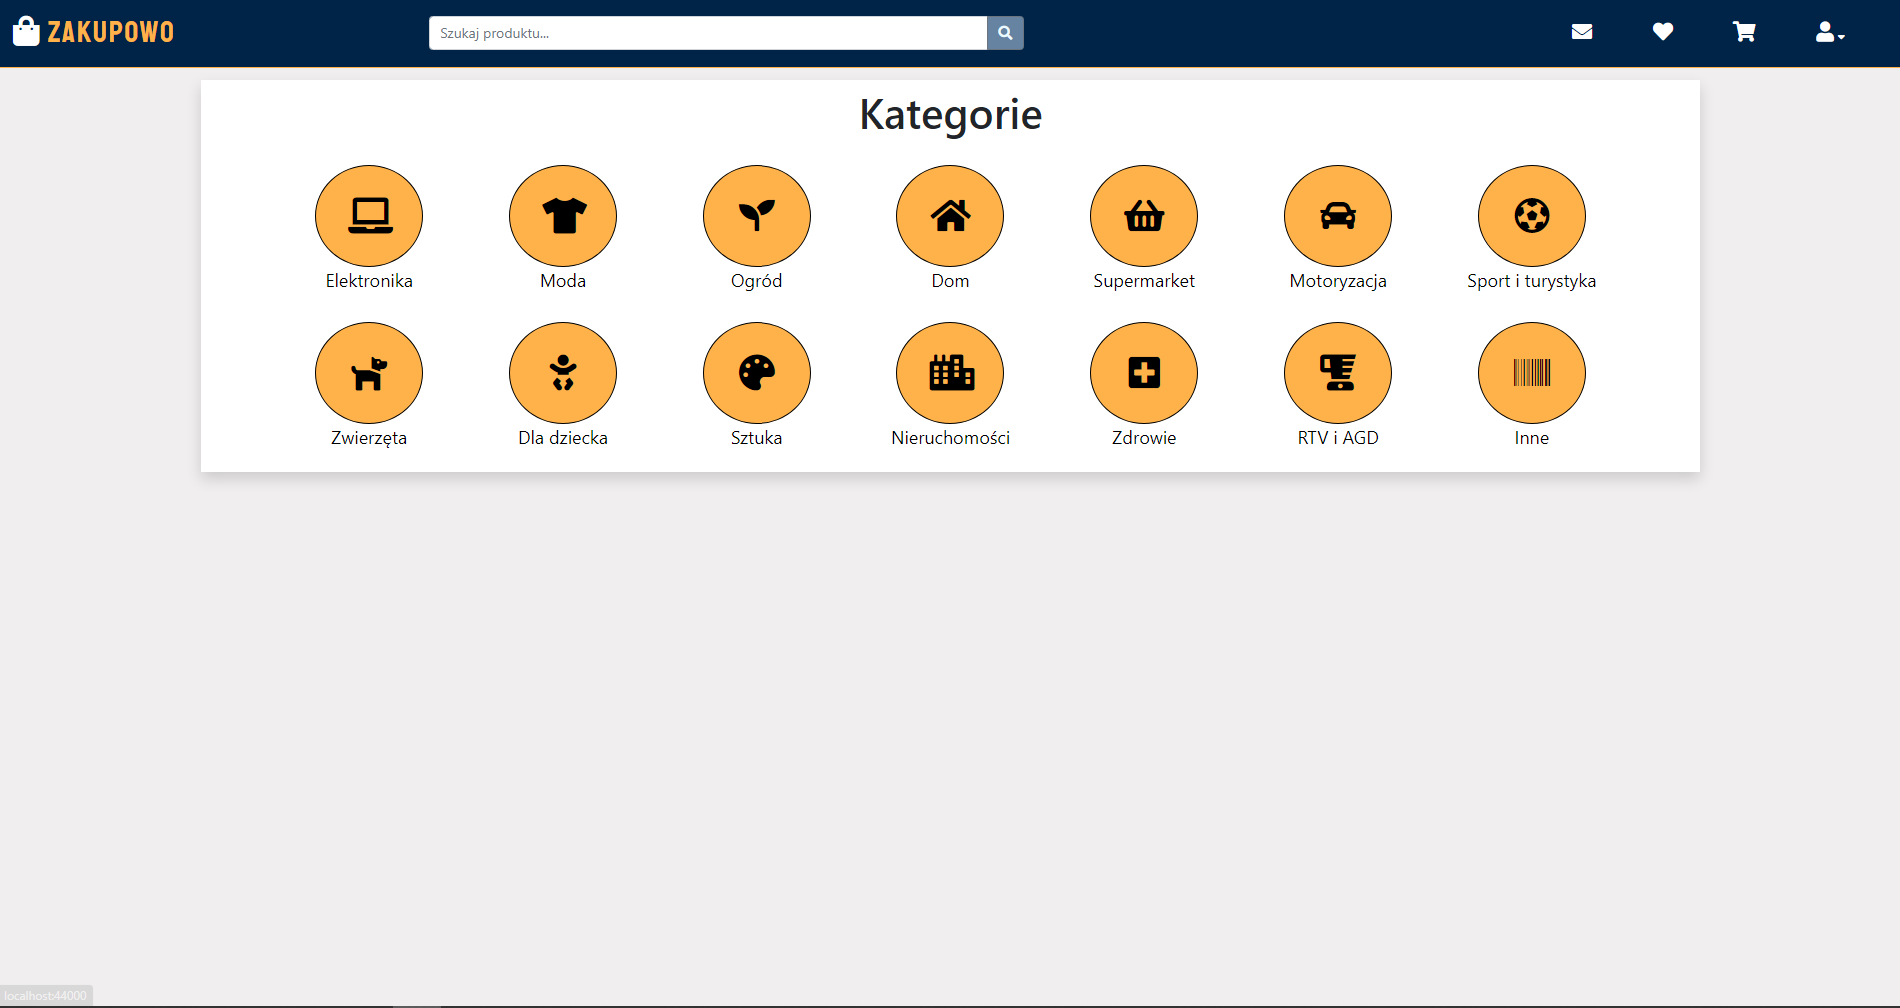 ZAKUPOWO
Szukaj produktu...
Kategorie
Elektronika
Moda
Ogród
Dom
Supermarket
Motoryzacja
Sport i turystyka
Zwierzęta
Dla dziecka
Sztuka
Nieruchomości
Zdrowie
RTV i AGD
Inne
localhost:44000